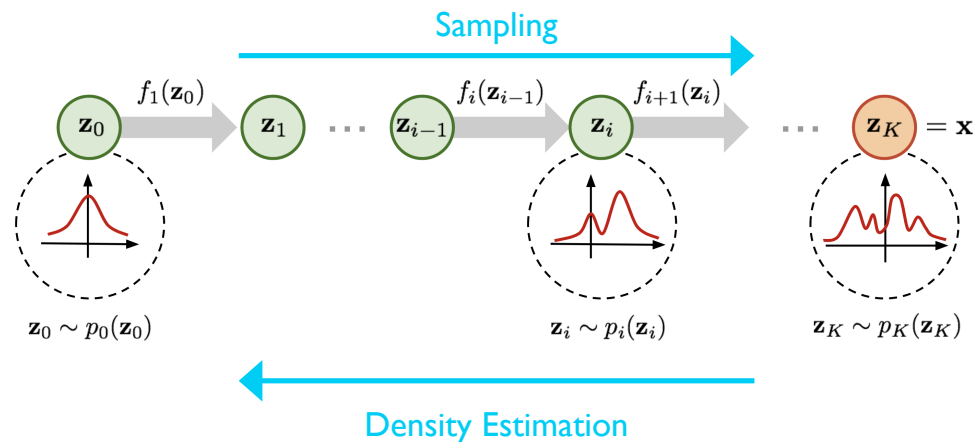 Sampling
f₁(z₀) fᵢ(zᵢ₋₁) fᵢ₊₁(zᵢ)
z₀ z₁ ··· zᵢ₋₁ zᵢ ··· z_K = x
z₀ ∼ p₀(z₀) zᵢ ∼ pᵢ(zᵢ) z_K ∼ p_K(z_K)
Density Estimation